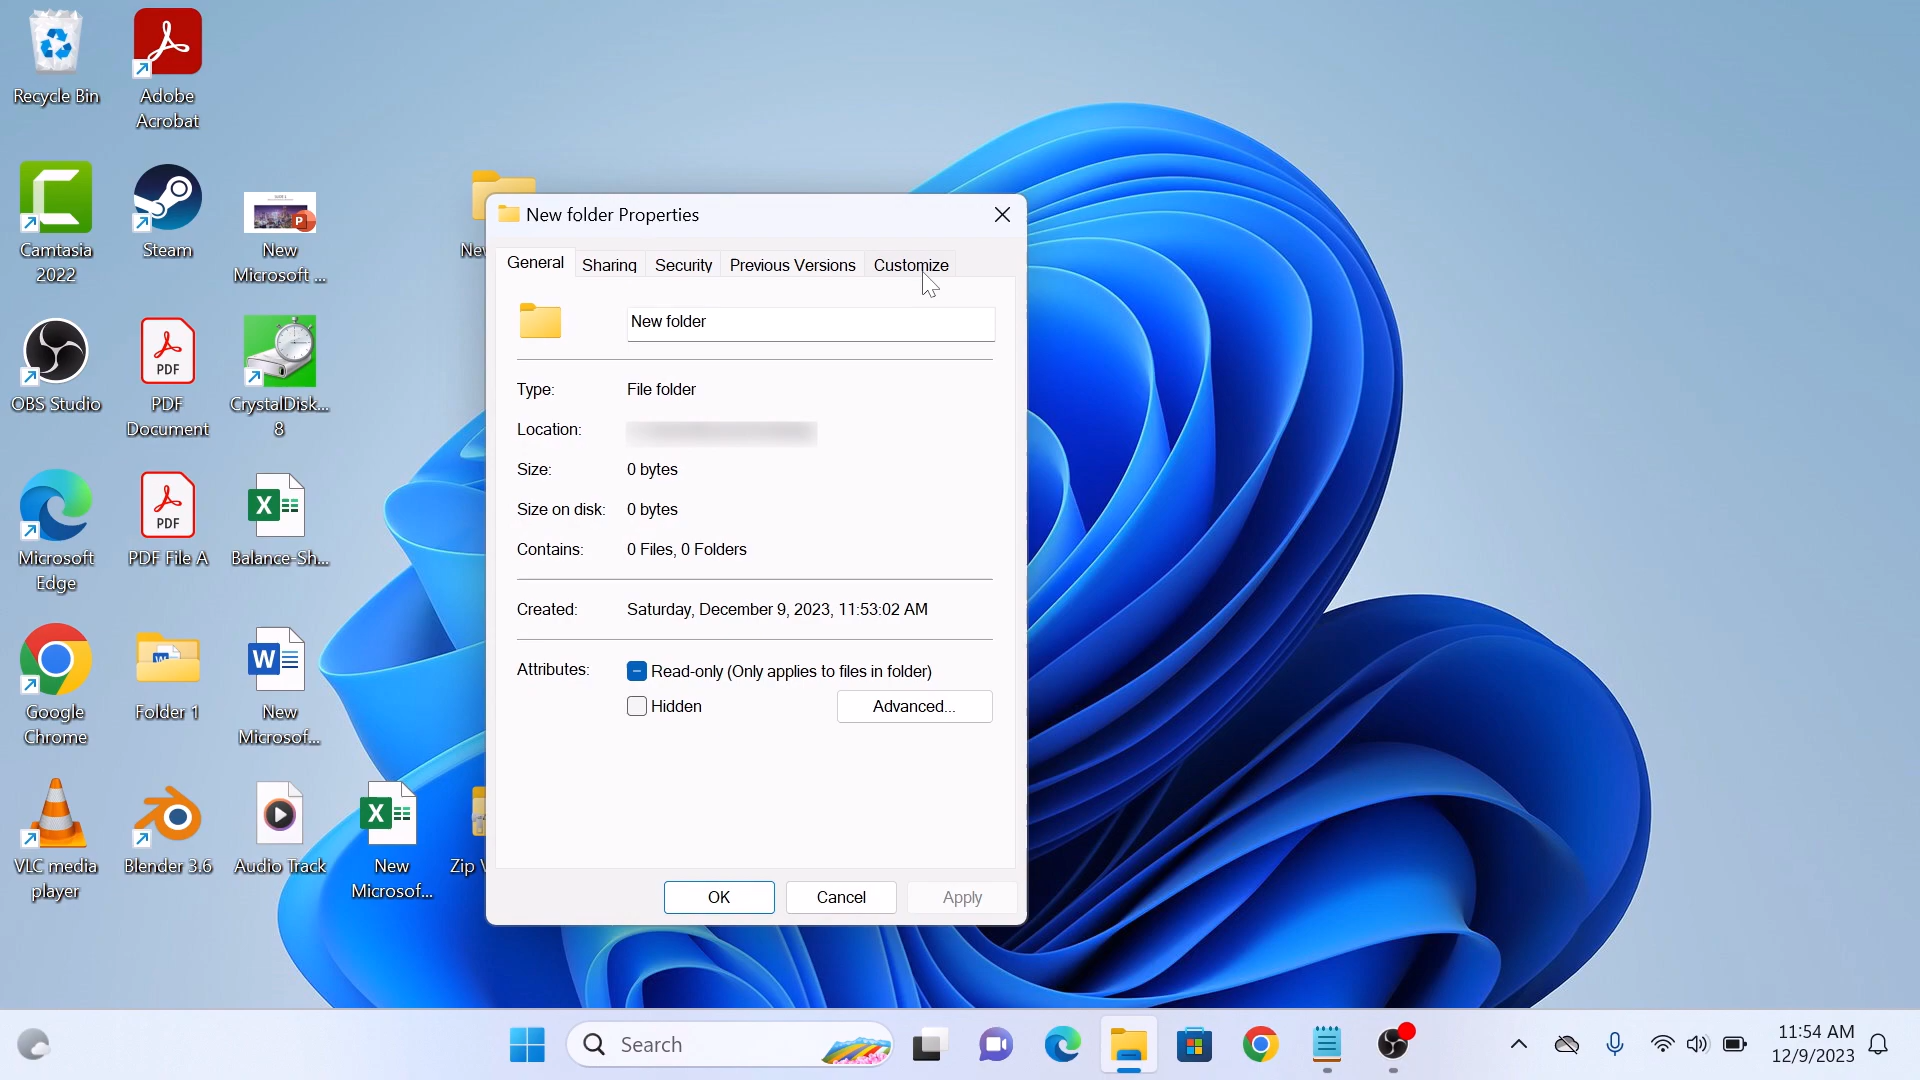 Recycle Bin
Adobe
Acrobat
Camtasia
2022
Steam
New
Microsoft ...
P
OBS Studio
PDF
PDF
Document
CrystalDisk...
8
Microsoft
Edge
PDF
PDF File A
X
Balance-Sh...
Google
Chrome
W
Folder 1
W
New
Microsof...
VLC media
player
Blender 3.6
Audio Track
X
New
Microsof...
New folder Properties
General
Sharing
Security
Previous Versions
Customize
New folder
Type: File folder
Location:
Size: 0 bytes
Size on disk: 0 bytes
Contains: 0 Files, 0 Folders
Created: Saturday, December 9, 2023, 11:53:02 AM
Attributes: Read-only (Only applies to files in folder)
Hidden
Advanced...
OK
Cancel
Apply
Search
11:54 AM
12/9/2023